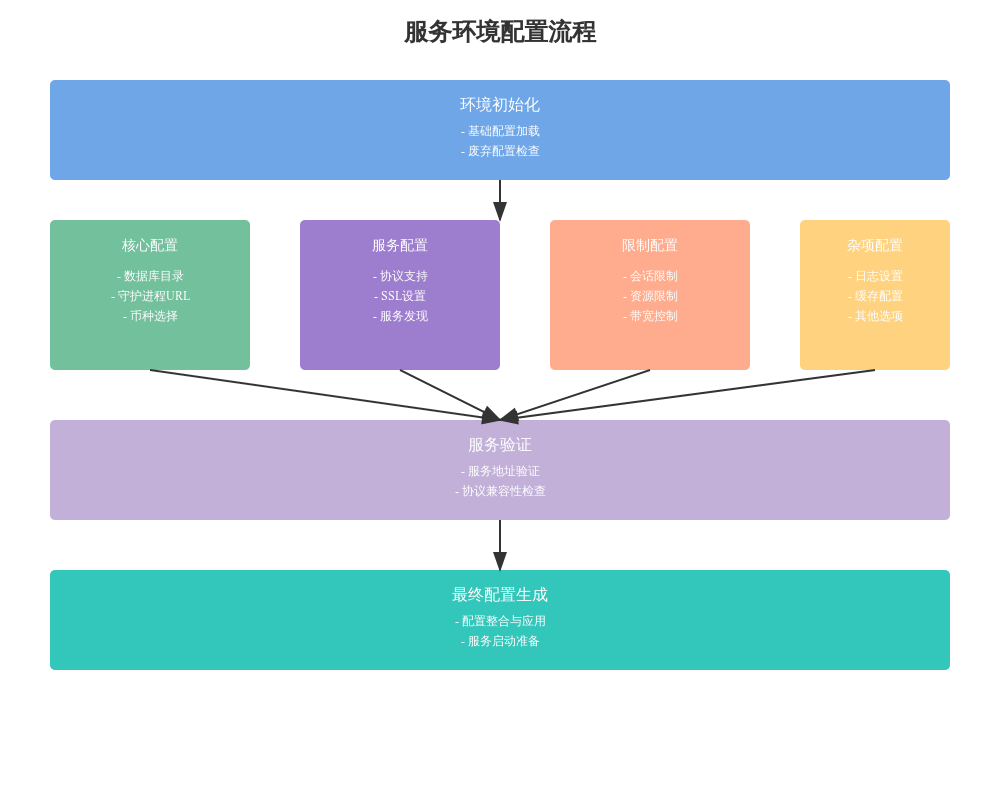 服务环境配置流程
环境初始化
- 基础配置加载
- 废弃配置检查
核心配置
- 数据库目录
- 守护进程URL
- 币种选择
服务配置
- 协议支持
- SSL设置
- 服务发现
限制配置
- 会话限制
- 资源限制
- 带宽控制
杂项配置
- 日志设置
- 缓存配置
- 其他选项
服务验证
- 服务地址验证
- 协议兼容性检查
最终配置生成
- 配置整合与应用
- 服务启动准备